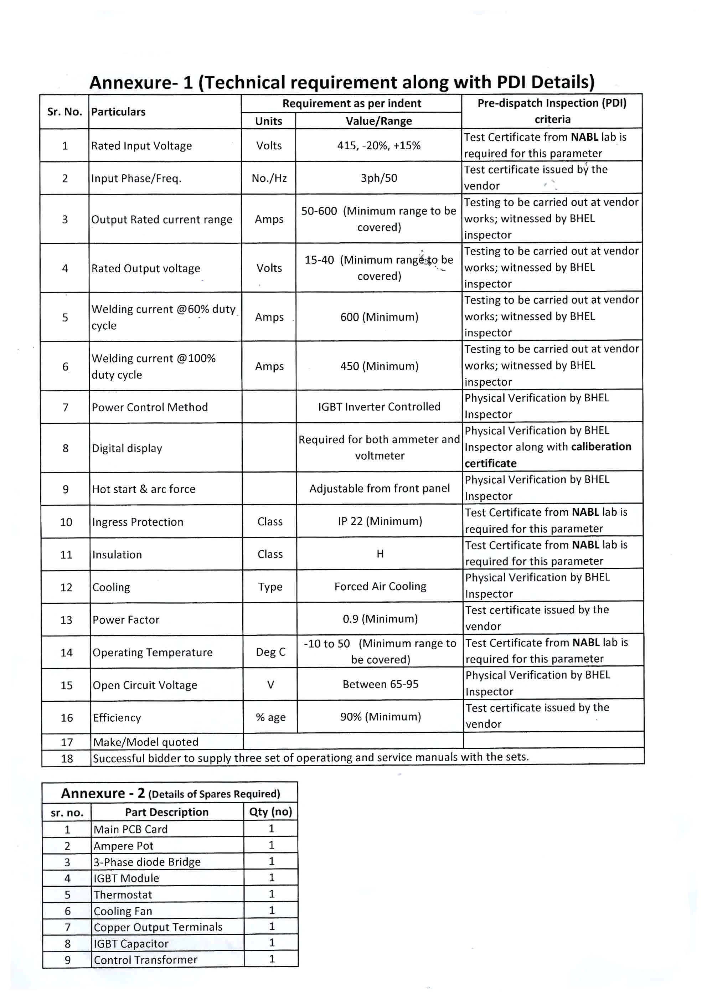 Annexure- 1 (Technical requirement along with PDI Details)
Sr. No. Particulars Requirement as per indent Pre-dispatch Inspection (PDI) criteria
Units Value/Range
1 Rated Input Voltage Volts 415, -20%, +15% Test Certificate from NABL lab is
required for this parameter
2 Input Phase/Freq. No./Hz 3ph/50 Test certificate issued by the
vendor
3 Output Rated current range Amps 50-600 (Minimum range to be
covered) Testing to be carried out at vendor
works; witnessed by BHEL
inspector
4 Rated Output voltage Volts 15-40 (Minimum range to be
covered) Testing to be carried out at vendor
works; witnessed by BHEL
inspector
5 Welding current @60% duty
cycle Amps 600 (Minimum) Testing to be carried out at vendor
works; witnessed by BHEL
inspector
6 Welding current @100%
duty cycle Amps 450 (Minimum) Testing to be carried out at vendor
works; witnessed by BHEL
inspector
7 Power Control Method IGBT Inverter Controlled Physical Verification by BHEL
Inspector
8 Digital display Required for both ammeter and
voltmeter Physical Verification by BHEL
Inspector along with caliberation
certificate
9 Hot start & arc force Adjustable from front panel Physical Verification by BHEL
Inspector
10 Ingress Protection Class IP 22 (Minimum) Test Certificate from NABL lab is
required for this parameter
11 Insulation Class H Test Certificate from NABL lab is
required for this parameter
12 Cooling Type Forced Air Cooling Physical Verification by BHEL
Inspector
13 Power Factor 0.9 (Minimum) Test certificate issued by the
vendor
14 Operating Temperature Deg C -10 to 50 (Minimum range to
be covered) Test Certificate from NABL lab is
required for this parameter
15 Open Circuit Voltage V Between 65-95 Physical Verification by BHEL
Inspector
16 Efficiency % age 90% (Minimum) Test certificate issued by the
vendor
17 Make/Model quoted
18 Successful bidder to supply three set of operationg and service manuals with the sets.
Annexure - 2 (Details of Spares Required)
sr. no. Part Description Qty (no)
1 Main PCB Card 1
2 Ampere Pot 1
3 3-Phase diode Bridge 1
4 IGBT Module 1
5 Thermostat 1
6 Cooling Fan 1
7 Copper Output Terminals 1
8 IGBT Capacitor 1
9 Control Transformer 1